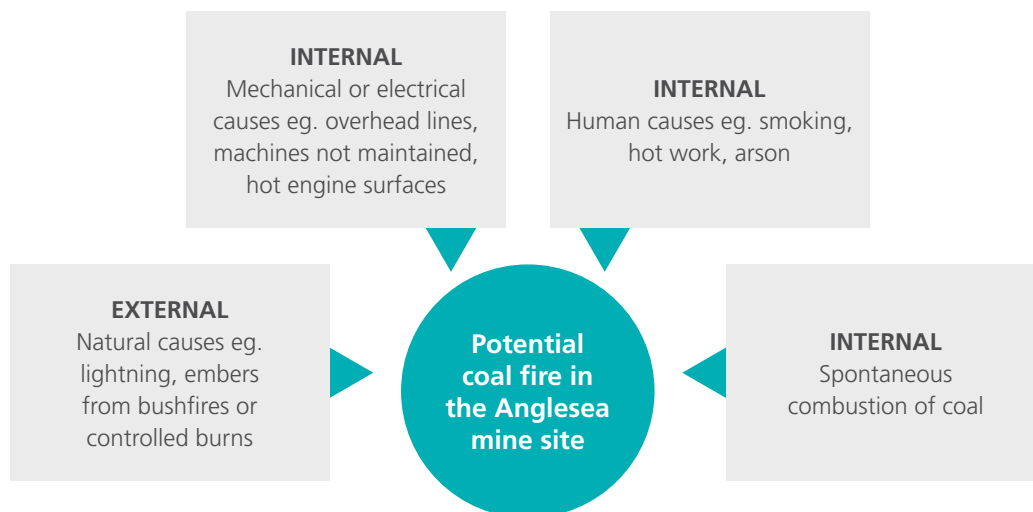 INTERNAL
Mechanical or electrical
causes eg. overhead lines,
machines not maintained,
hot engine surfaces
INTERNAL
Human causes eg. smoking,
hot work, arson
EXTERNAL
Natural causes eg.
lightning, embers
from bushfires or
controlled burns
Potential
coal fire in
the Anglesea
mine site
INTERNAL
Spontaneous
combustion of coal